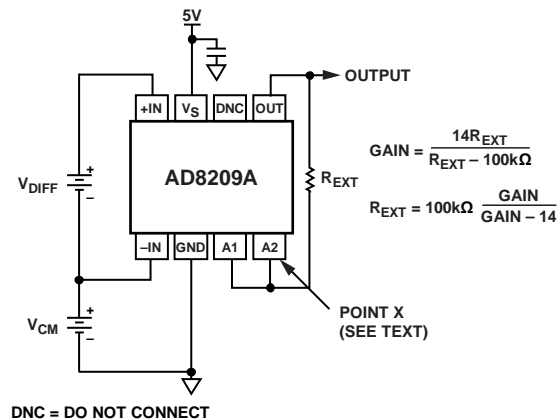 5V
OUTPUT
+IN VS DNC OUT
GAIN = 14REXT / REXT – 100kΩ
VDIFF
+
–
AD8209A
REXT
REXT = 100kΩ GAIN / GAIN – 14
–IN GND A1 A2
VCM
+
–
POINT X
(SEE TEXT)
DNC = DO NOT CONNECT